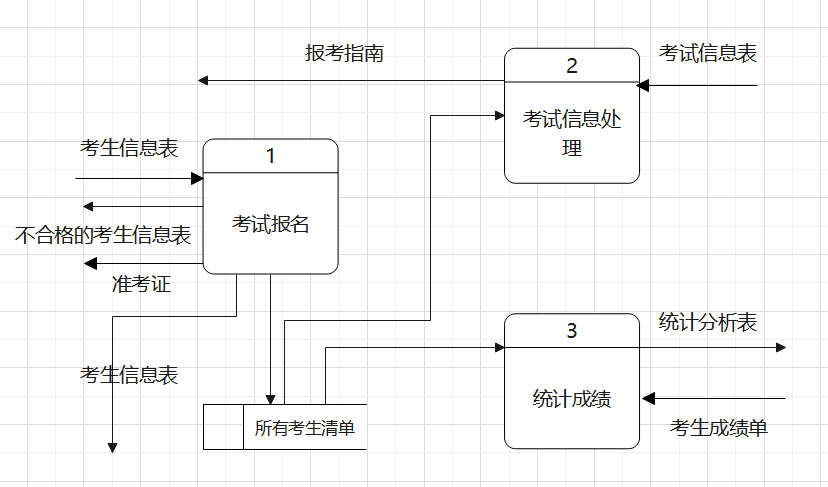 报考指南
2
考试信息表
考试信息处
理
考生信息表
1
考试报名
不合格的考生信息表
准考证
考生信息表
所有考生清单
3
统计分析表
统计成绩
考生成绩单